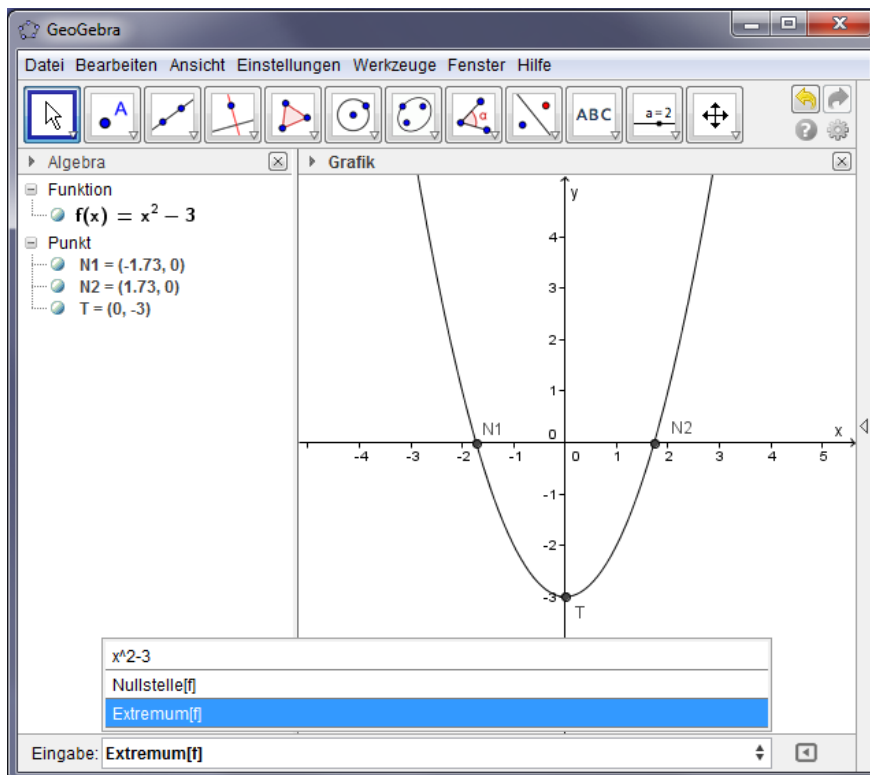 GeoGebra
Datei Bearbeiten Ansicht Einstellungen Werkzeuge Fenster Hilfe
A
α
ABC
a=2
?
Algebra
Grafik
Funktion
f(x) = x² − 3
Punkt
N1 = (-1.73, 0)
N2 = (1.73, 0)
T = (0, -3)
y
4
3
2
1
0
N1
N2
x
-4 -3 -2 -1 0 1 2 3 4 5
-1
-2
-3
T
x^2-3
Nullstelle[f]
Extremum[f]
Eingabe: Extremum[f]